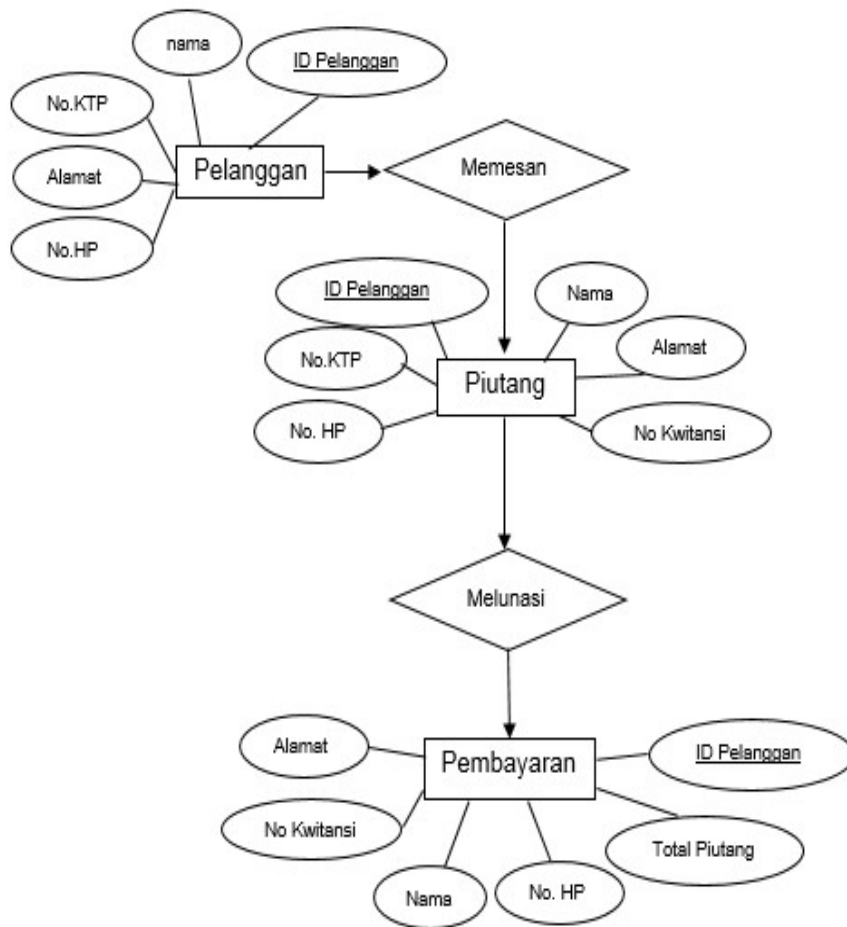 nama
ID Pelanggan
No.KTP
Pelanggan
Memesan
Alamat
No.HP
ID Pelanggan
Nama
No.KTP
Alamat
Piutang
No. HP
No Kwitansi
Melunasi
Alamat
ID Pelanggan
Pembayaran
No Kwitansi
Total Piutang
Nama
No. HP